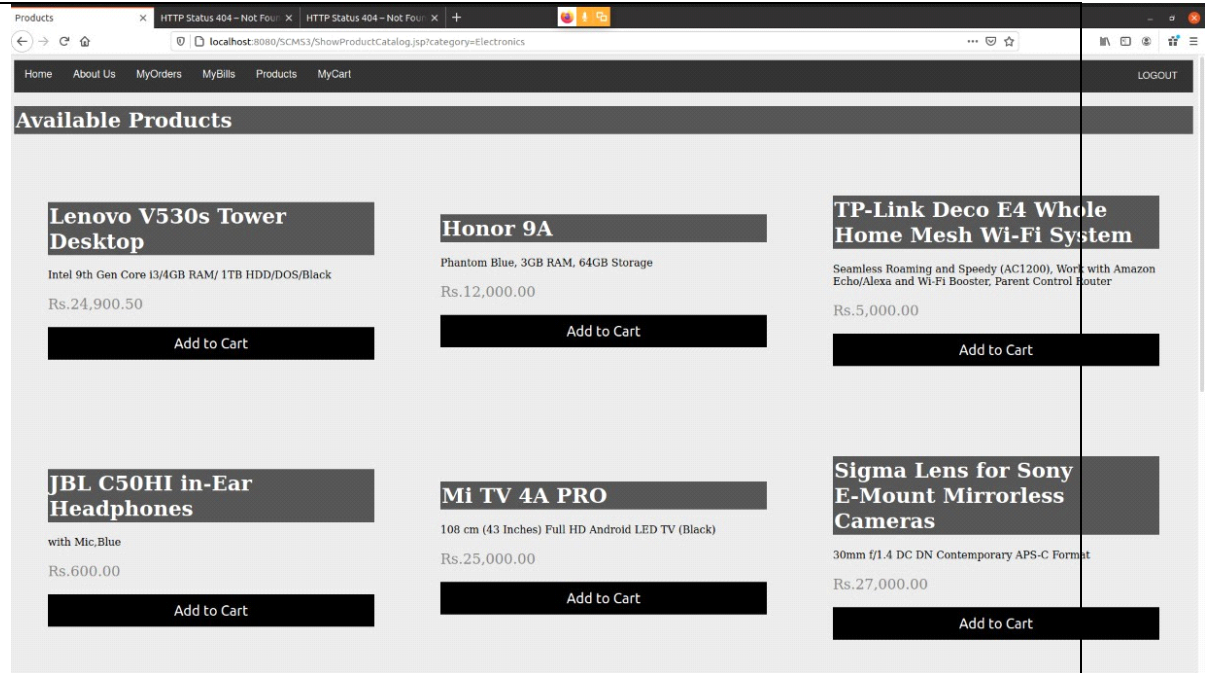 Products
HTTP Status 404 – Not Foun
HTTP Status 404 – Not Foun
localhost:8080/SCMS3/ShowProductCatalog.jsp?category=Electronics
Home About Us MyOrders MyBills Products MyCart LOGOUT
Available Products
Lenovo V530s Tower
Desktop
Intel 9th Gen Core i3/4GB RAM/ 1TB HDD/DOS/Black
Rs.24,900.50
Add to Cart
Honor 9A
Phantom Blue, 3GB RAM, 64GB Storage
Rs.12,000.00
Add to Cart
TP-Link Deco E4 Whole
Home Mesh Wi-Fi System
Seamless Roaming and Speedy (AC1200), Work with Amazon
Echo/Alexa and Wi-Fi Booster, Parent Control Router
Rs.5,000.00
Add to Cart
JBL C50HI in-Ear
Headphones
with Mic,Blue
Rs.600.00
Add to Cart
Mi TV 4A PRO
108 cm (43 Inches) Full HD Android LED TV (Black)
Rs.25,000.00
Add to Cart
Sigma Lens for Sony
E-Mount Mirrorless
Cameras
30mm f/1.4 DC DN Contemporary APS-C Format
Rs.27,000.00
Add to Cart